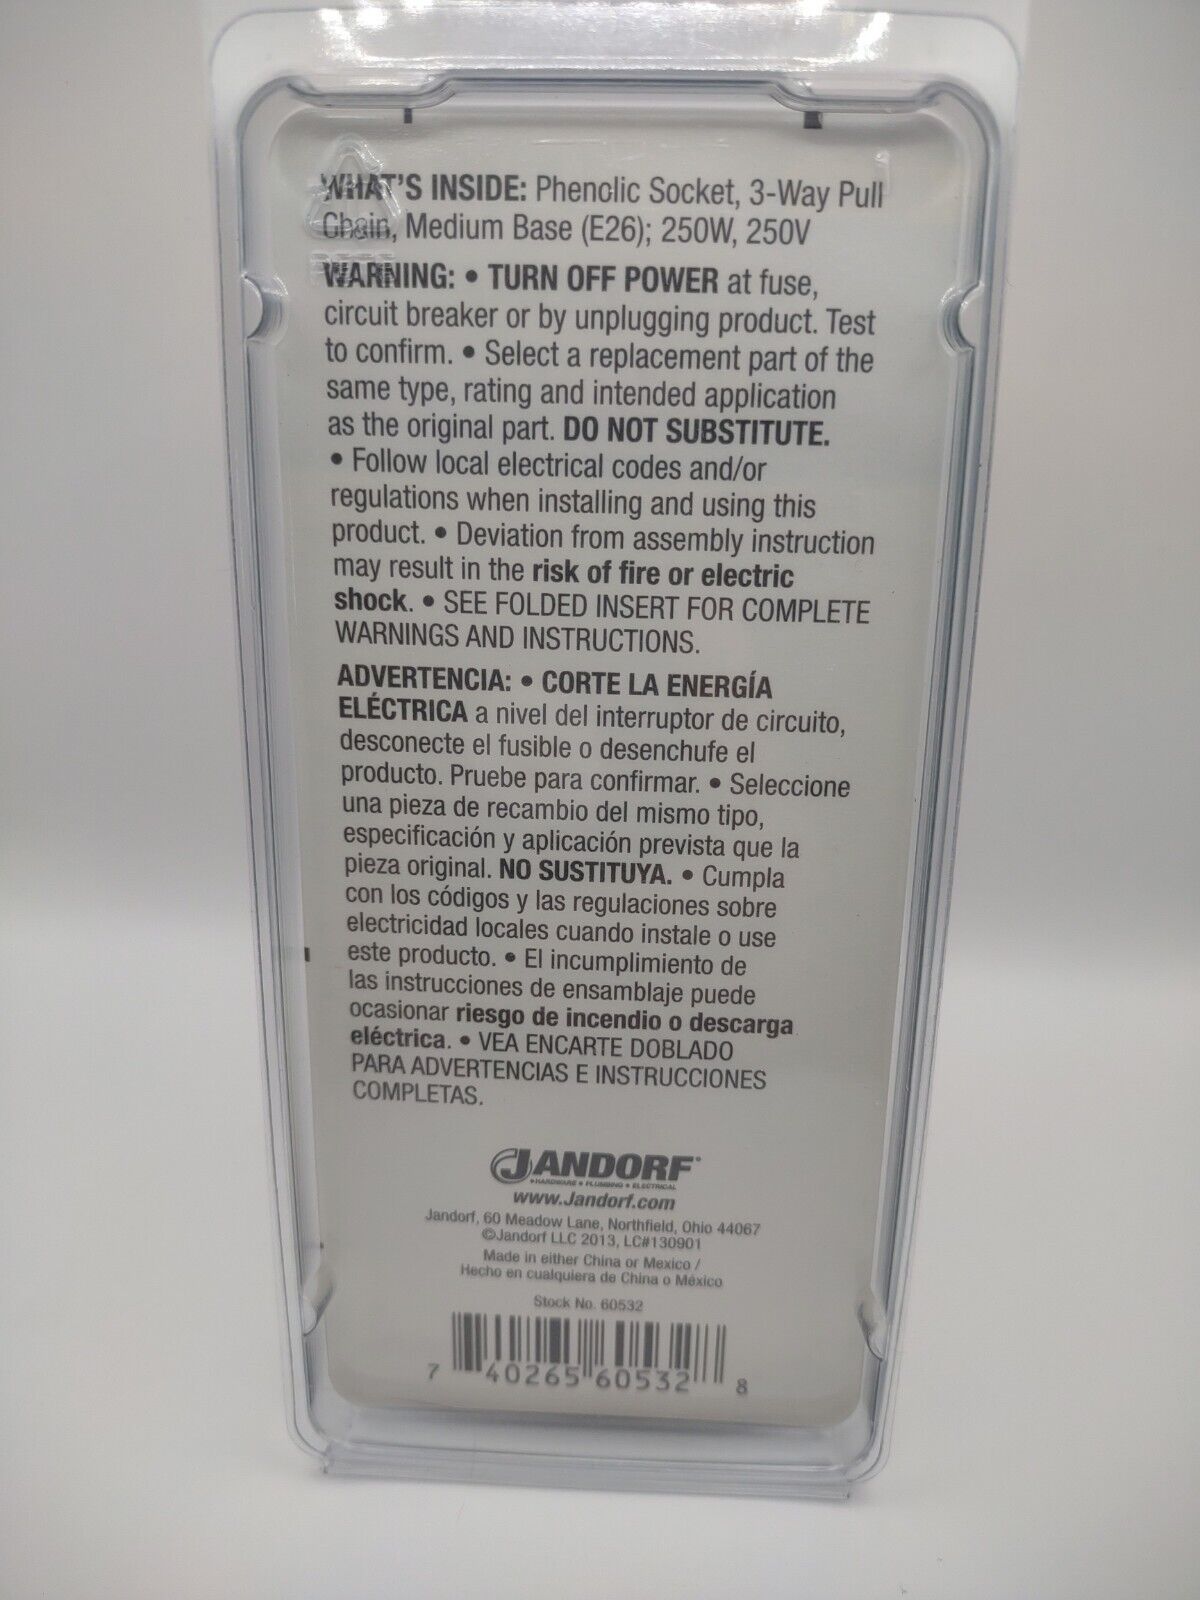 WHAT'S INSIDE: Phenolic Socket, 3-Way Pull
Chain, Medium Base (E26); 250W, 250V
WARNING: • TURN OFF POWER at fuse,
circuit breaker or by unplugging product. Test
to confirm. • Select a replacement part of the
same type, rating and intended application
as the original part. DO NOT SUBSTITUTE.
• Follow local electrical codes and/or
regulations when installing and using this
product. • Deviation from assembly instruction
may result in the risk of fire or electric
shock. • SEE FOLDED INSERT FOR COMPLETE
WARNINGS AND INSTRUCTIONS.
ADVERTENCIA: • CORTE LA ENERGÍA
ELÉCTRICA a nivel del interruptor de circuito,
desconecte el fusible o desenchufe el
producto. Pruebe para confirmar. • Seleccione
una pieza de recambio del mismo tipo,
especificación y aplicación prevista que la
pieza original. NO SUSTITUYA. • Cumpla
con los códigos y las regulaciones sobre
electricidad locales cuando instale o use
este producto. • El incumplimiento de
las instrucciones de ensamblaje puede
ocasionar riesgo de incendio o descarga
eléctrica. • VEA ENCARTE DOBLADO
PARA ADVERTENCIAS E INSTRUCCIONES
COMPLETAS.
JANDORF
• HARDWARE • PLUMBING • ELECTRICAL
www.Jandorf.com
Jandorf, 60 Meadow Lane, Northfield, Ohio 44067
©Jandorf LLC 2013, LC#130901
Made in either China or Mexico /
Hecho en cualquiera de China o México
Stock No. 60532
7 40265 60532 8